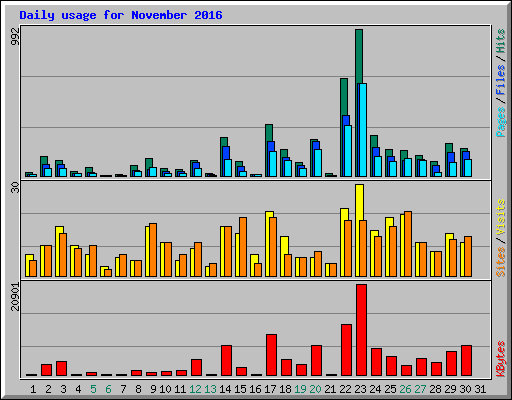 Daily usage for November 2016
992
Pages / Files / Hits
30
Sites / Visits
20901
KBytes
1 2 3 4 5 6 7 8 9 10 11 12 13 14 15 16 17 18 19 20 21 22 23 24 25 26 27 28 29 30 31